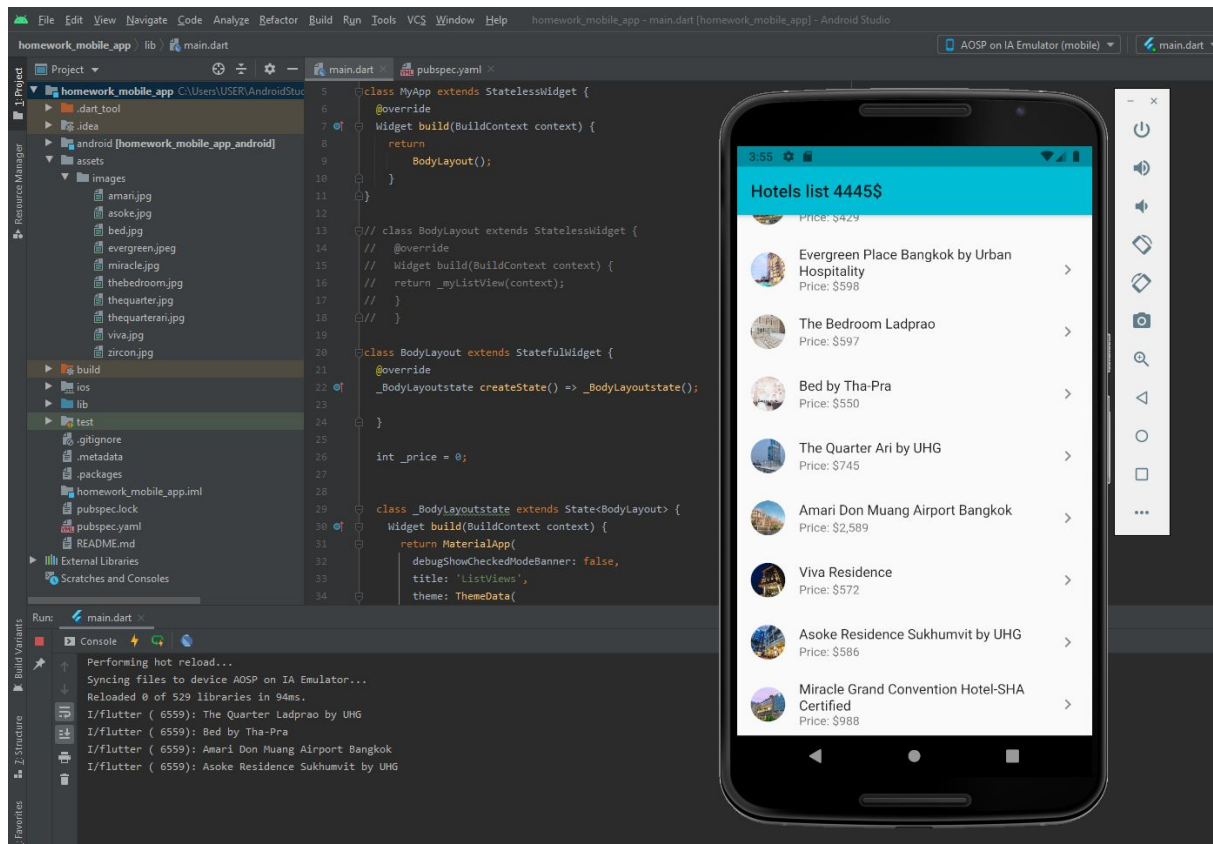 File Edit View Navigate Code Analyze Refactor Build Run Tools VCS Window Help homework_mobile_app - main.dart [homework_mobile_app] - Android Studio
homework_mobile_app lib main.dart
AOSP on IA Emulator (mobile) main.dart
1: Project
Resource Manager
Build Variants
Z: Structure
Favorites
Project
homework_mobile_app C:\Users\USER\AndroidStuc
.dart_tool
.idea
android [homework_mobile_app_android]
assets
images
amari.jpg
asoke.jpg
bed.jpg
evergreen.jpeg
miracle.jpg
thebedroom.jpg
thequarter.jpg
thequarterari.jpg
viva.jpg
zircon.jpg
build
ios
lib
test
.gitignore
.metadata
.packages
homework_mobile_app.iml
pubspec.lock
pubspec.yaml
README.md
External Libraries
Scratches and Consoles
main.dart pubspec.yaml
5 class MyApp extends StatelessWidget {
6 @override
7 Widget build(BuildContext context) {
8 return
9 BodyLayout();
10 }
11 }
12
13 // class BodyLayout extends StatelessWidget {
14 // @override
15 // Widget build(BuildContext context) {
16 // return _myListView(context);
17 // }
18 // }
19
20 class BodyLayout extends StatefulWidget {
21 @override
22 _BodyLayoutstate createState() => _BodyLayoutstate();
23
24 }
25
26 int _price = 0;
27
28
29 class _BodyLayoutstate extends State<BodyLayout> {
30 Widget build(BuildContext context) {
31 return MaterialApp(
32 debugShowCheckedModeBanner: false,
33 title: 'ListViews',
34 theme: ThemeData(
3:55
Hotels list 4445$
Price: $429
Evergreen Place Bangkok by Urban
Hospitality
Price: $598
The Bedroom Ladprao
Price: $597
Bed by Tha-Pra
Price: $550
The Quarter Ari by UHG
Price: $745
Amari Don Muang Airport Bangkok
Price: $2,589
Viva Residence
Price: $572
Asoke Residence Sukhumvit by UHG
Price: $586
Miracle Grand Convention Hotel-SHA
Certified
Price: $988
Run: main.dart
Console
Performing hot reload...
Syncing files to device AOSP on IA Emulator...
Reloaded 0 of 529 libraries in 94ms.
I/flutter ( 6559): The Quarter Ladprao by UHG
I/flutter ( 6559): Bed by Tha-Pra
I/flutter ( 6559): Amari Don Muang Airport Bangkok
I/flutter ( 6559): Asoke Residence Sukhumvit by UHG